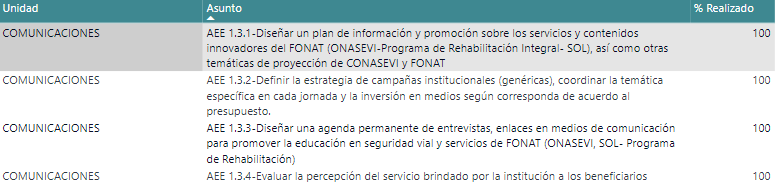 Unidad Asunto % Realizado
COMUNICACIONES AEE 1.3.1-Diseñar un plan de información y promoción sobre los servicios y contenidos 100
innovadores del FONAT (ONASEVI-Programa de Rehabilitación Integral- SOL), así como otras
temáticas de proyección de CONASEVI y FONAT
COMUNICACIONES AEE 1.3.2-Definir la estrategia de campañas institucionales (genéricas), coordinar la temática 100
específica en cada jornada y la inversión en medios según corresponda de acuerdo al
presupuesto.
COMUNICACIONES AEE 1.3.3-Diseñar una agenda permanente de entrevistas, enlaces en medios de comunicación 100
para promover la educación en seguridad vial y servicios de FONAT (ONASEVI, SOL- Programa
de Rehabilitación)
COMUNICACIONES AEE 1.3.4-Evaluar la percepción del servicio brindado por la institución a los beneficiarios 100